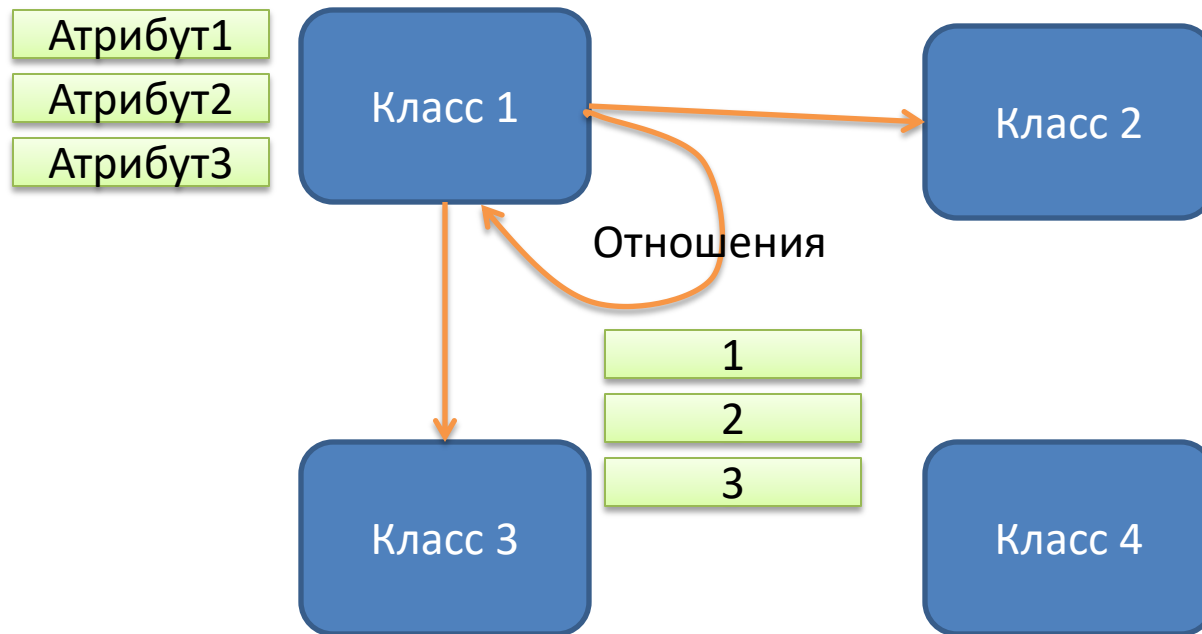 Атрибут1
Атрибут2
Атрибут3
Класс 1
Класс 2
Отношения
1
2
3
Класс 3
Класс 4